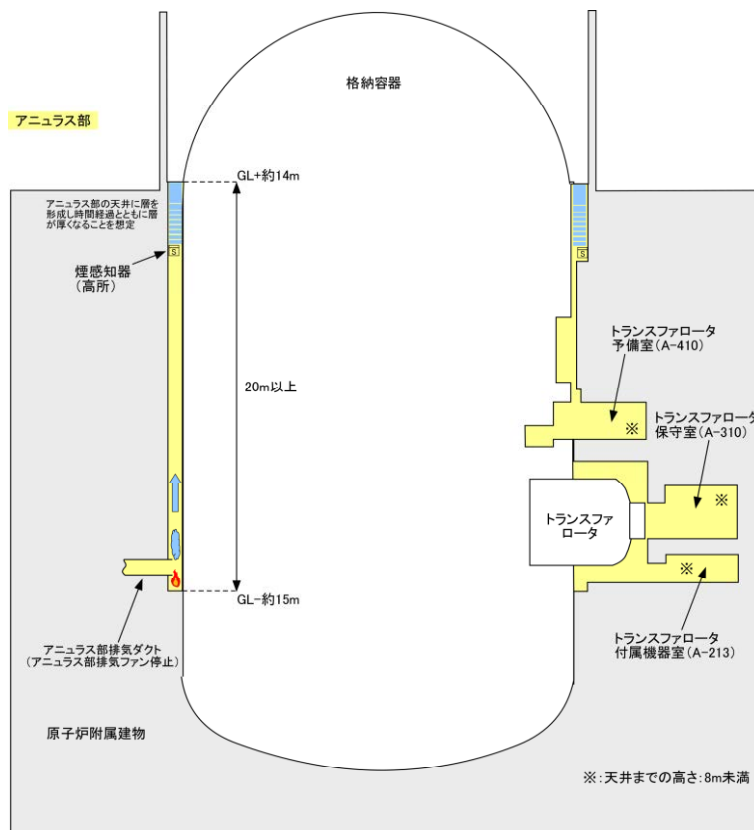 格納容器
アニュラス部
GL+約14m
アニュラス部の天井に層を
形成し時間経過とともに層
が厚くなることを想定
S
S
煙感知器
(高所)
トランスファロータ
予備室(A-410)
20m以上
※
トランスファロータ
保守室(A-310)
※
トランスファ
ロータ
※
GL-約15m
アニュラス部排気ダクト
(アニュラス部排気ファン停止)
トランスファロータ
付属機器室(A-213)
原子炉附属建物
※:天井までの高さ:8m未満